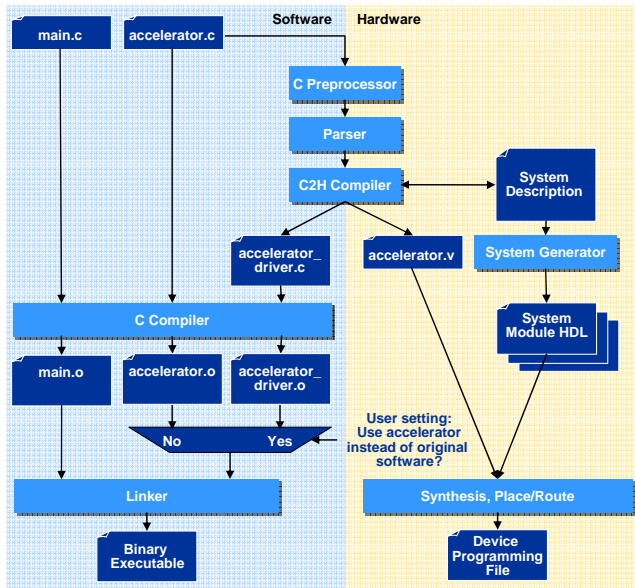 Software Hardware
main.c
accelerator.c
C Preprocessor
Parser
C2H Compiler
System
Description
accelerator_
driver.c
accelerator.v
System Generator
C Compiler
System
Module HDL
main.o
accelerator.o
accelerator_
driver.o
No Yes
User setting:
Use accelerator
instead of original
software?
Linker
Synthesis, Place/Route
Binary
Executable
Device
Programming
File